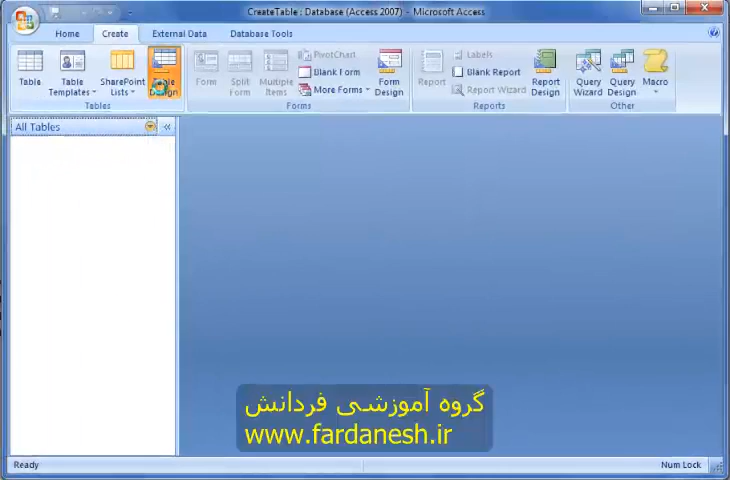 CreateTable : Database (Access 2007) - Microsoft Access
Home Create External Data Database Tools
Table
Table Templates
SharePoint Lists
Table Design
Tables
Form
Split Form
Multiple Items
PivotChart
Blank Form
More Forms
Form Design
Forms
Report
Labels
Blank Report
Report Wizard
Report Design
Reports
Query Wizard
Query Design
Macro
Other
All Tables
گروه آموزشی فردانش
www.fardanesh.ir
Ready
Num Lock